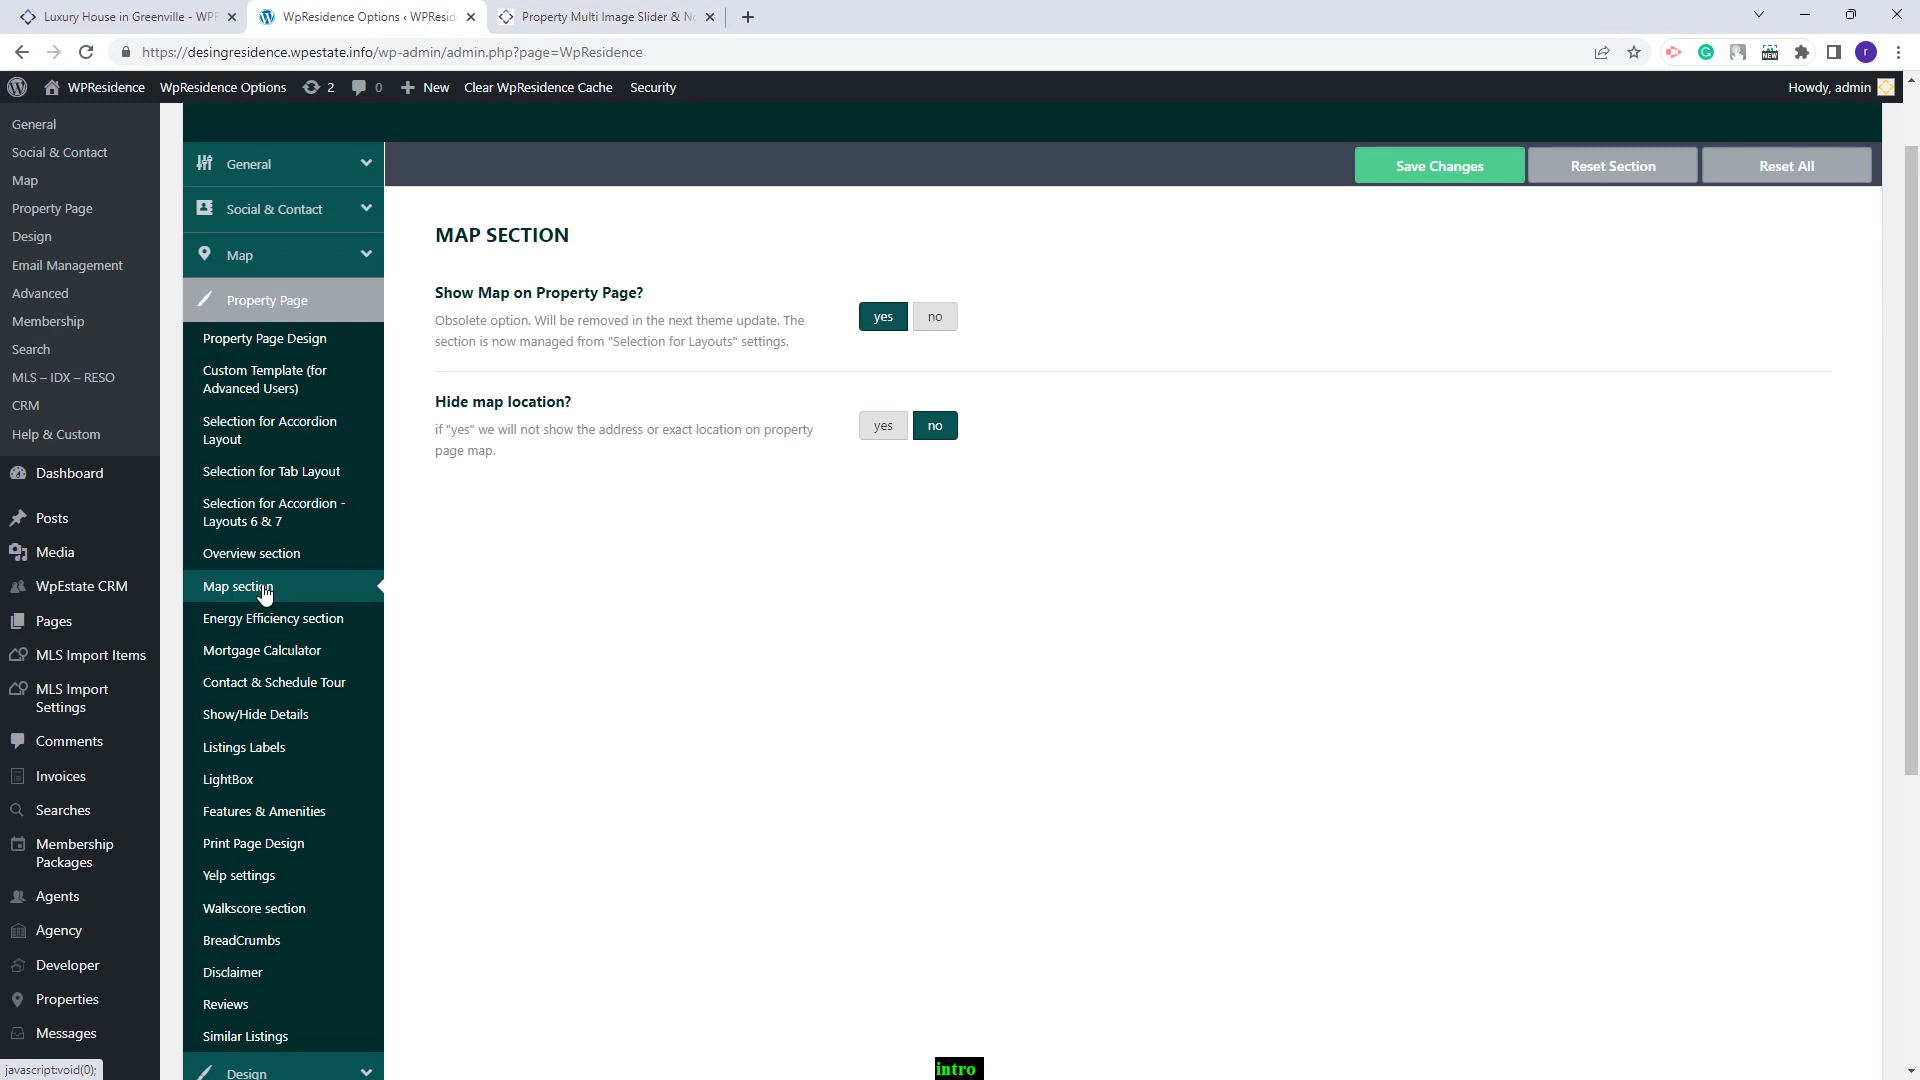 Luxury House in Greenville - WPF
WpResidence Options ‹ WPResid
Property Multi Image Slider & No
https://desingresidence.wpestate.info/wp-admin/admin.php?page=WpResidence
NEW
r
WPResidence
WpResidence Options
2
0
New
Clear WpResidence Cache
Security
Howdy, admin
General
Social & Contact
Map
Property Page
Design
Email Management
Advanced
Membership
Search
MLS – IDX – RESO
CRM
Help & Custom
Dashboard
Posts
Media
WpEstate CRM
Pages
MLS Import Items
MLS Import
Settings
Comments
Invoices
Searches
Membership
Packages
Agents
Agency
Developer
Properties
Messages
javascript:void(0);
General
Social & Contact
Map
Property Page
Property Page Design
Custom Template (for
Advanced Users)
Selection for Accordion
Layout
Selection for Tab Layout
Selection for Accordion -
Layouts 6 & 7
Overview section
Map section
Energy Efficiency section
Mortgage Calculator
Contact & Schedule Tour
Show/Hide Details
Listings Labels
LightBox
Features & Amenities
Print Page Design
Yelp settings
Walkscore section
BreadCrumbs
Disclaimer
Reviews
Similar Listings
Design
Save Changes
Reset Section
Reset All
MAP SECTION
Show Map on Property Page?
Obsolete option. Will be removed in the next theme update. The
section is now managed from "Selection for Layouts" settings.
yes
no
Hide map location?
if "yes" we will not show the address or exact location on property
page map.
yes
no
intro